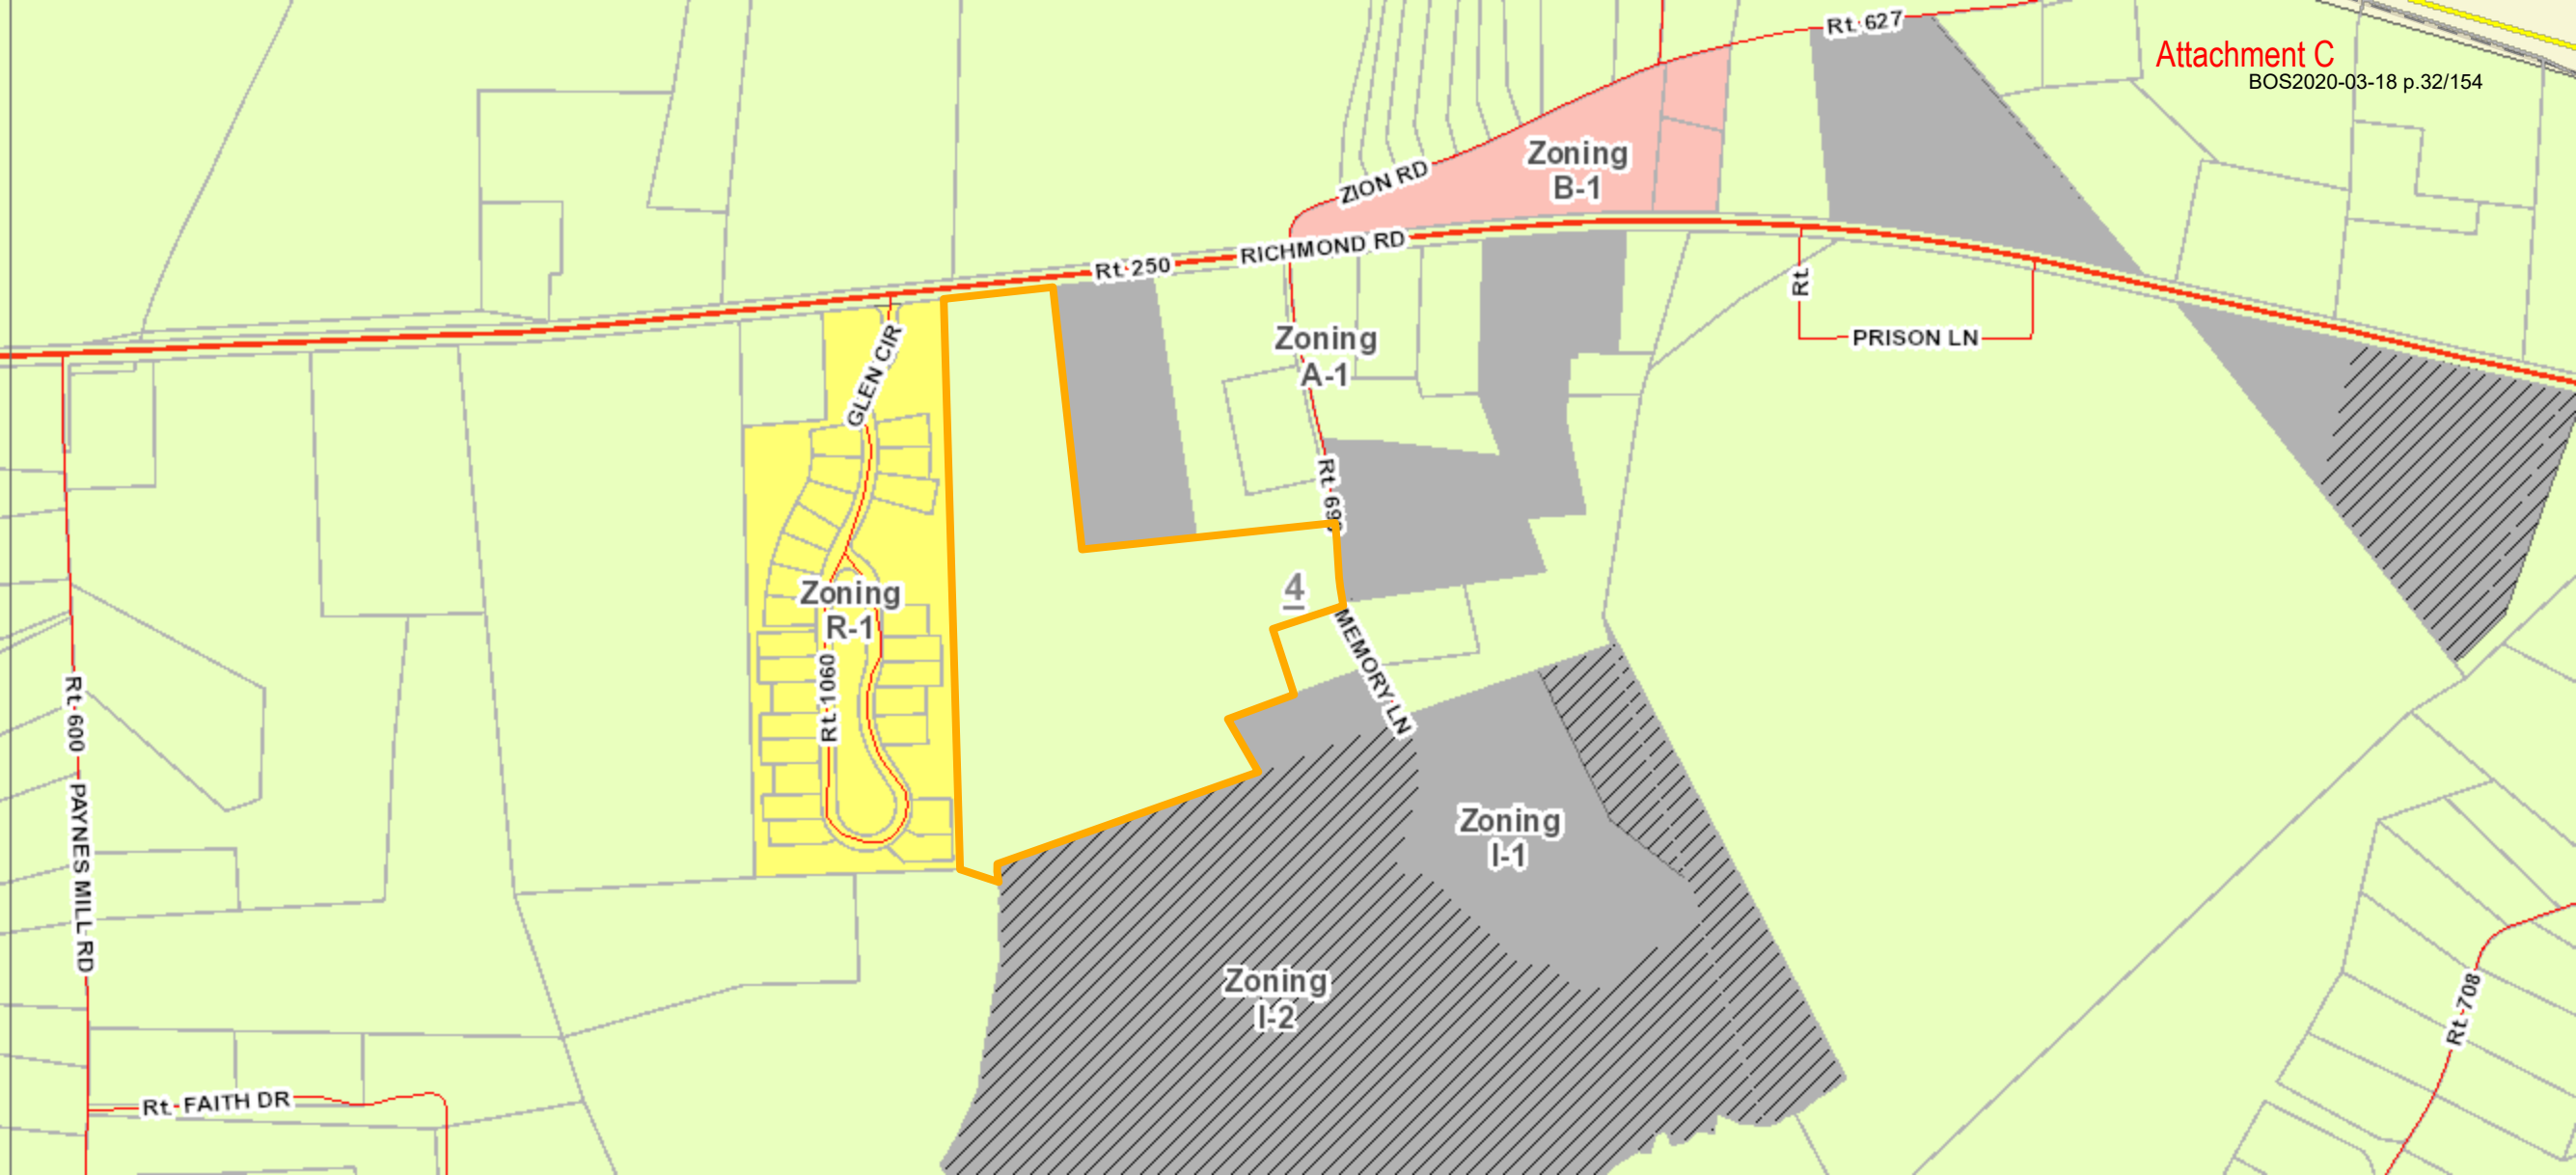 Rt 627
Attachment C
BOS2020-03-18 p.32/154
Zoning
B-1
ZION RD
RICHMOND RD
Rt 250
Rt
PRISON LN
GLEN CIR
Zoning
A-1
Rt 69
4
Zoning
R-1
Rt 1060
MEMORY LN
Rt 600
PAYNES MILL RD
Zoning
I-1
Zoning
I-2
Rt 708
Rt FAITH DR